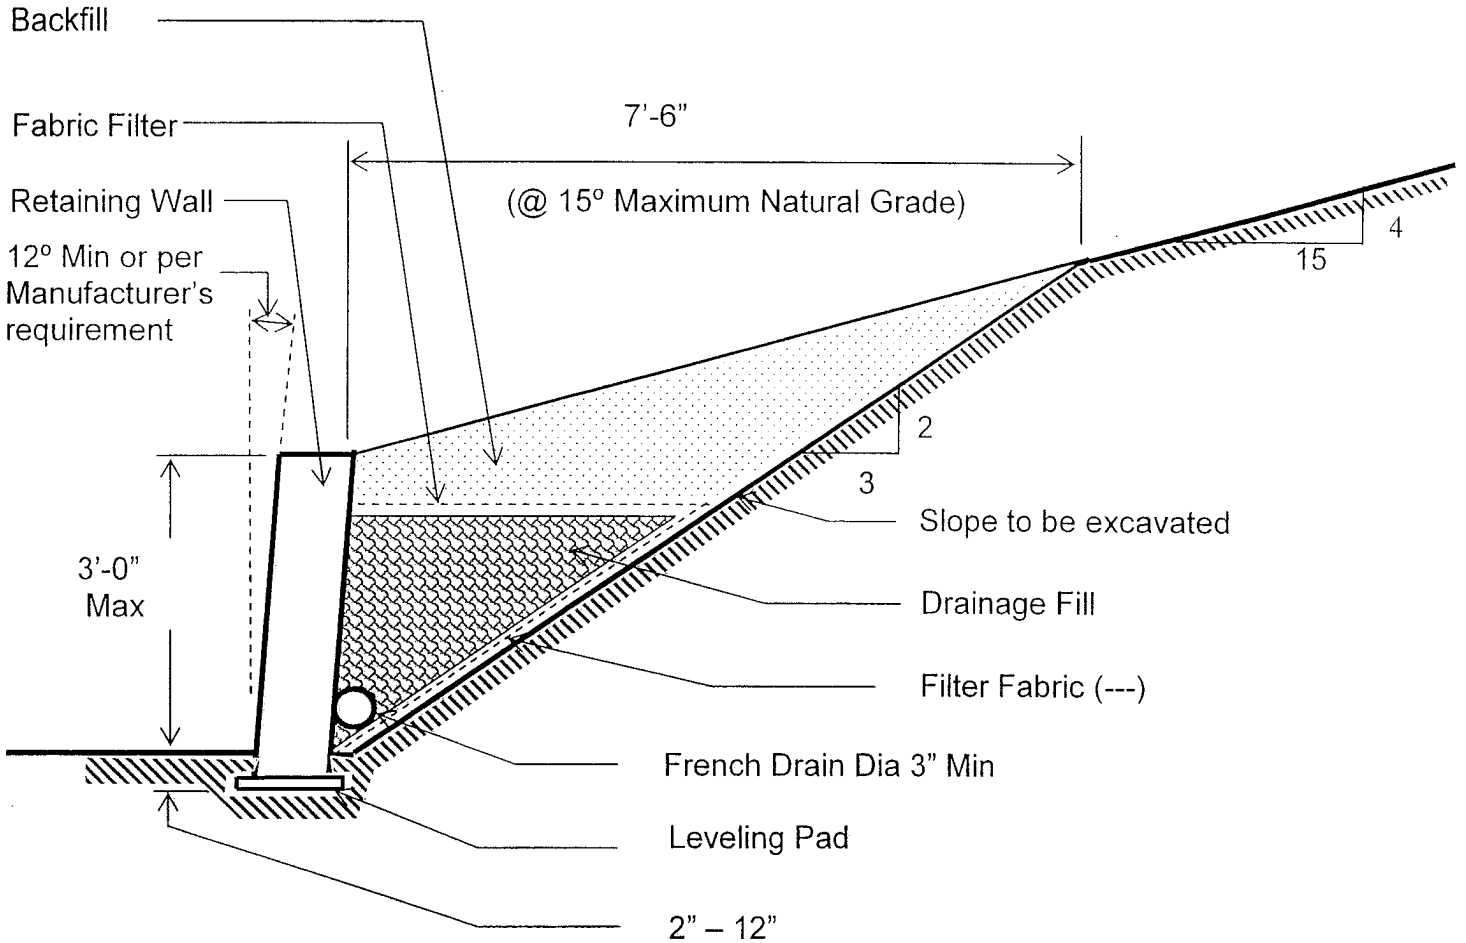 Backfill
7'-6"
Fabric Filter
Retaining Wall
(@ 15º Maximum Natural Grade)
4
15
12º Min or per
Manufacturer's
requirement
2
3
Slope to be excavated
3'-0"
Max
Drainage Fill
Filter Fabric (---)
French Drain Dia 3" Min
Leveling Pad
2" – 12"